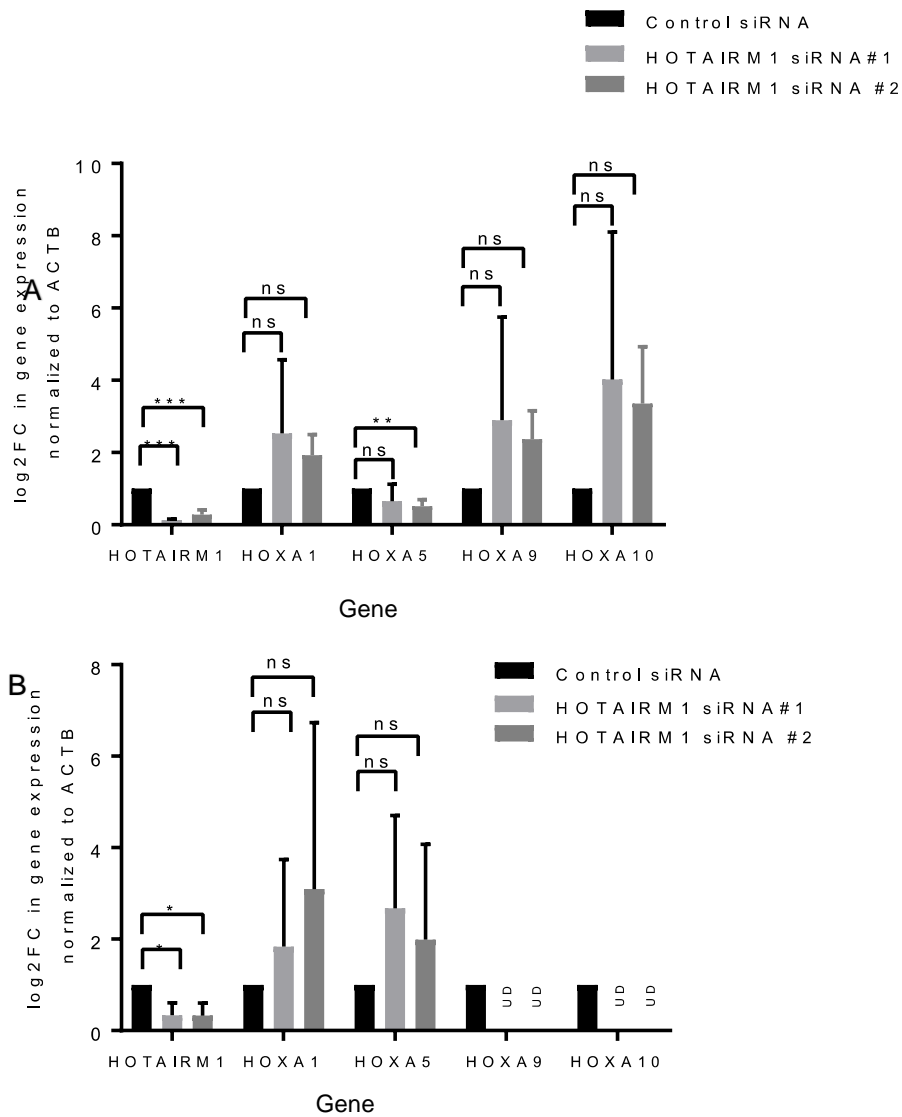 Control siRNA
HOTAIRM1 siRNA#1
HOTAIRM1 siRNA #2
A
log2FC in gene expression
normalized to ACTB
10
8
6
4
2
0
***
***
ns
ns
**
ns
ns
ns
ns
ns
HOTAIRM1 HOXA1 HOXA5 HOXA9 HOXA10
Gene
B
Control siRNA
HOTAIRM1 siRNA#1
HOTAIRM1 siRNA #2
log2FC in gene expression
normalized to ACTB
8
6
4
2
0
*
*
ns
ns
ns
ns
UD UD UD UD
HOTAIRM1 HOXA1 HOXA5 HOXA9 HOXA10
Gene